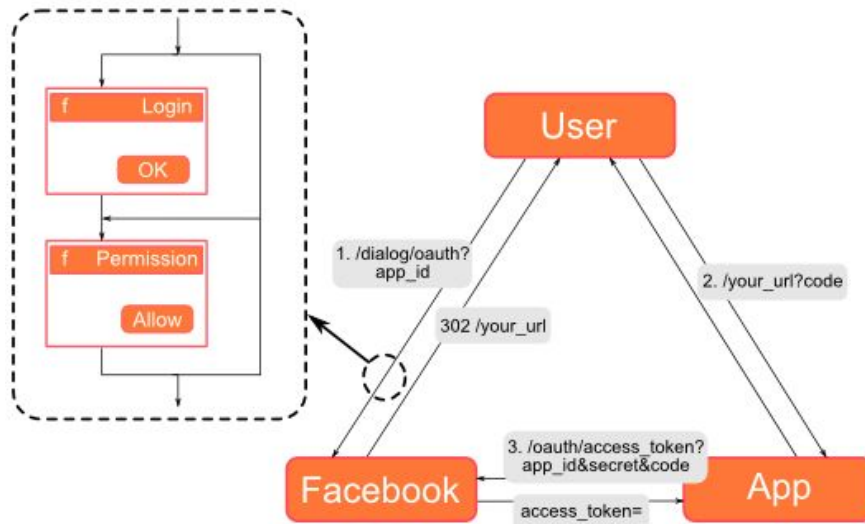 f Login
OK
f Permission
Allow
User
1. /dialog/oauth?
app_id
302 /your_url
2. /your_url?code
3. /oauth/access_token?
app_id&secret&code
Facebook
access_token=
App